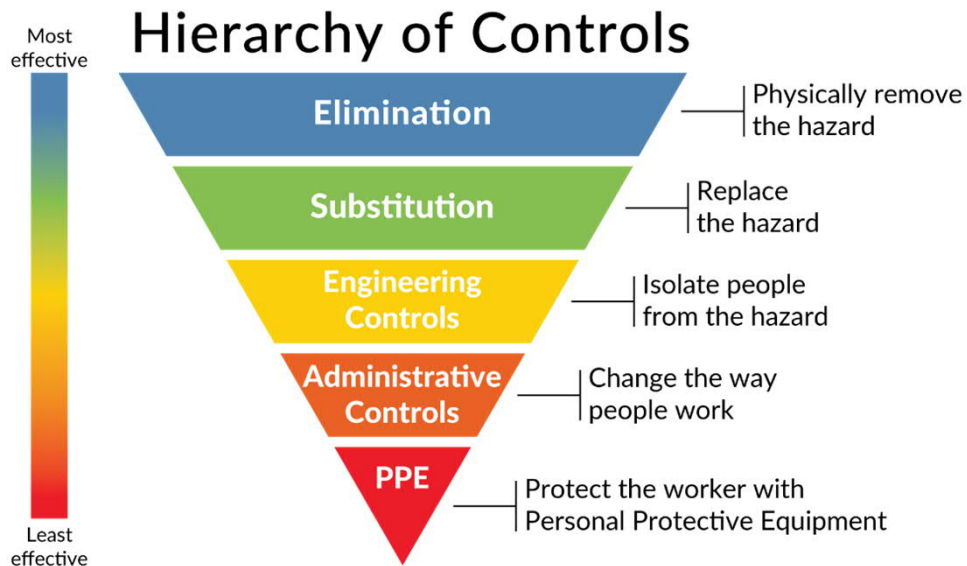 Hierarchy of Controls
Most
effective
Elimination
Physically remove
the hazard
Substitution
Replace
the hazard
Engineering
Controls
Isolate people
from the hazard
Administrative
Controls
Change the way
people work
PPE
Protect the worker with
Personal Protective Equipment
Least
effective